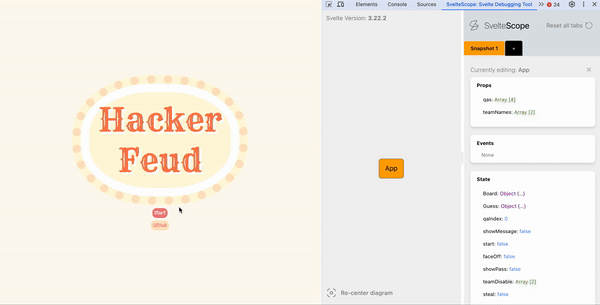 Hacker
Feud
Start
Github
Elements
Console
Sources
SvelteScope: Svelte Debugging Tool
24
Svelte Version: 3.22.2
App
Re-center diagram
SvelteScope
Reset all tabs
Snapshot 1
+
Currently editing: App
Props
qas: Array [4]
teamNames: Array [2]
Events
None
State
Board: Object {...}
Guess: Object {...}
qaIndex: 0
showMessage: false
start: false
faceOff: false
showPass: false
teamDisable: Array [2]
steal: false